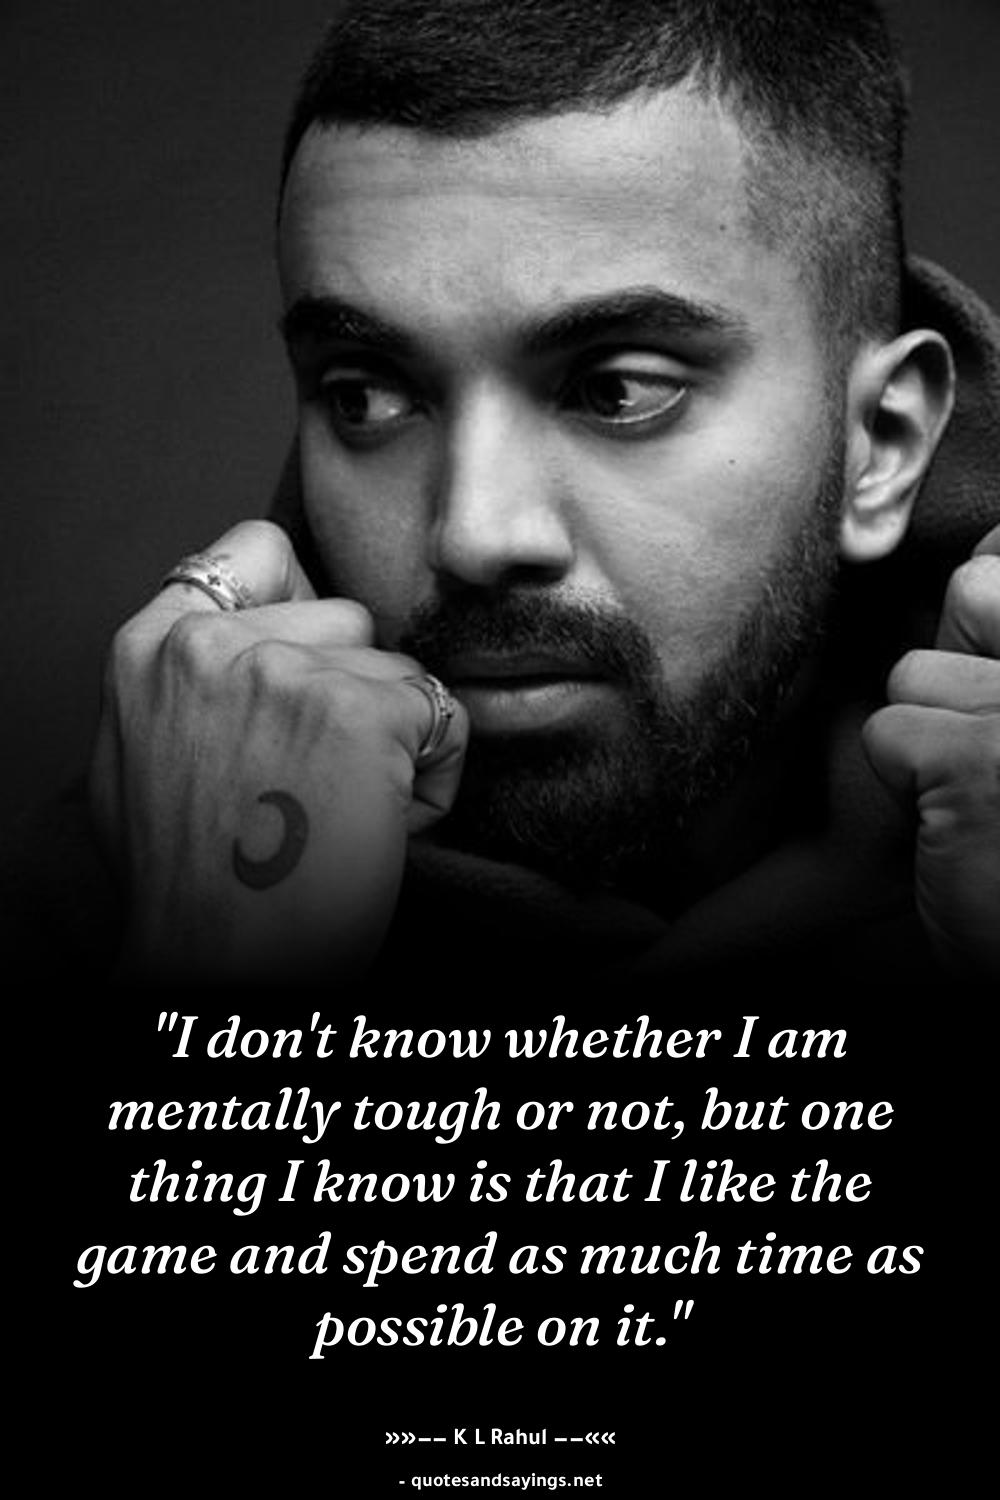 "I don't know whether I am
mentally tough or not, but one
thing I know is that I like the
game and spend as much time as
possible on it."
»»−− K L Rahul −−««
- quotesandsayings.net